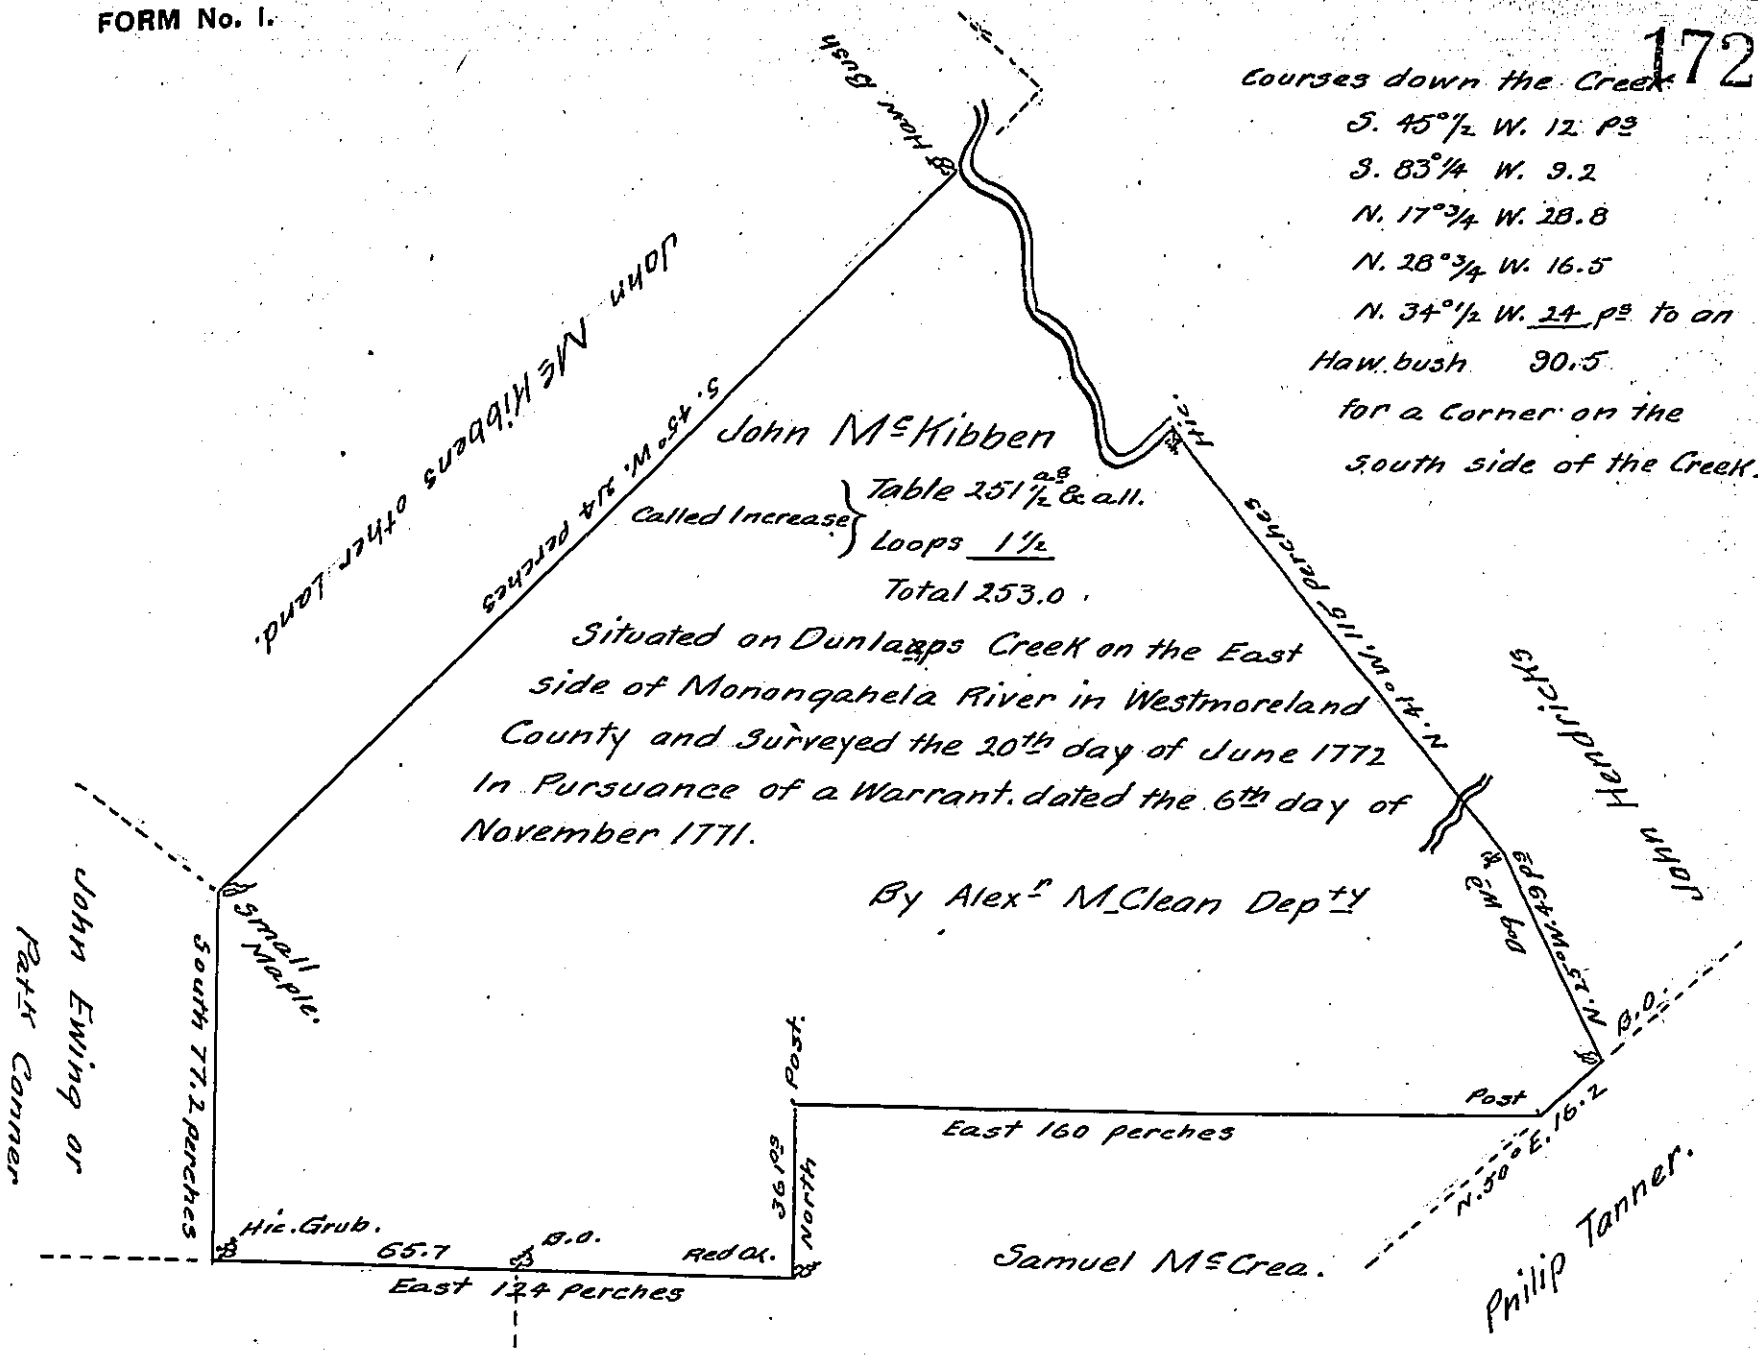 FORM No. 1.
172
Courses down the Creek
S. 45°½ W. 12 ps
S. 83°¼ W. 9.2
N. 17°¾ W. 28.8
N. 28°¾ W. 16.5
N. 34°½ W. 24 ps to an
Haw bush 90.5
for a Corner on the
South side of the Creek.
Haw Bush
John McKibbens other Land.
S. 45° W. 214 perches
Hic.
John McKibben
Called Increase } Table 251½ as & all.
Loops 1½
Total 253.0
Situated on Dunlaaps Creek on the East
side of Monongahela River in Westmoreland
County and Surveyed the 20th day of June 1772
In Pursuance of a Warrant dated the 6th day of
November 1771.
By Alexr McClean Depty
N. 41° W. 115 perches
John Hendricks
Dog wd
N. 25° W. 49 ps
B.O.
Small
Maple.
South 77.2 perches
John Ewing or
Patk Conner
Post.
Post
East 160 perches
N. 50° E. 16.2
Philip Tanner.
North
36 ps
Hic. Grub.
65.7
B.O.
Red Ok.
East 124 perches
Samuel McCrea.